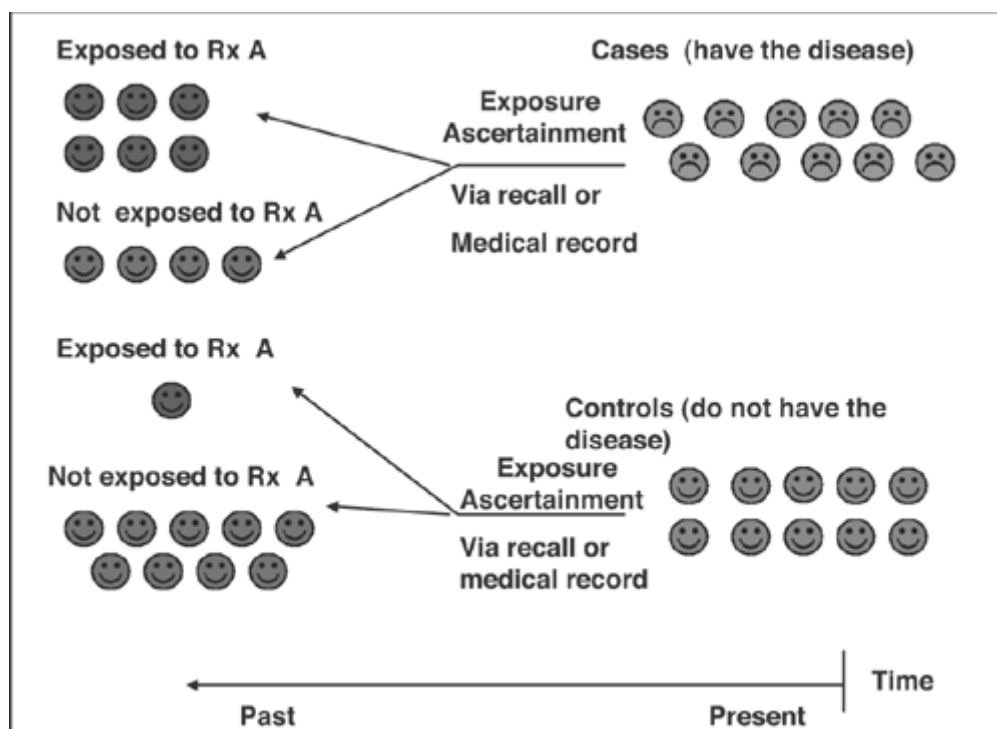 Exposed to Rx A
Cases (have the disease)
Exposure
Ascertainment
Via recall or
Medical record
Not exposed to Rx A
Exposed to Rx A
Controls (do not have the
disease)
Exposure
Ascertainment
Via recall or
medical record
Not exposed to Rx A
Time
Past
Present